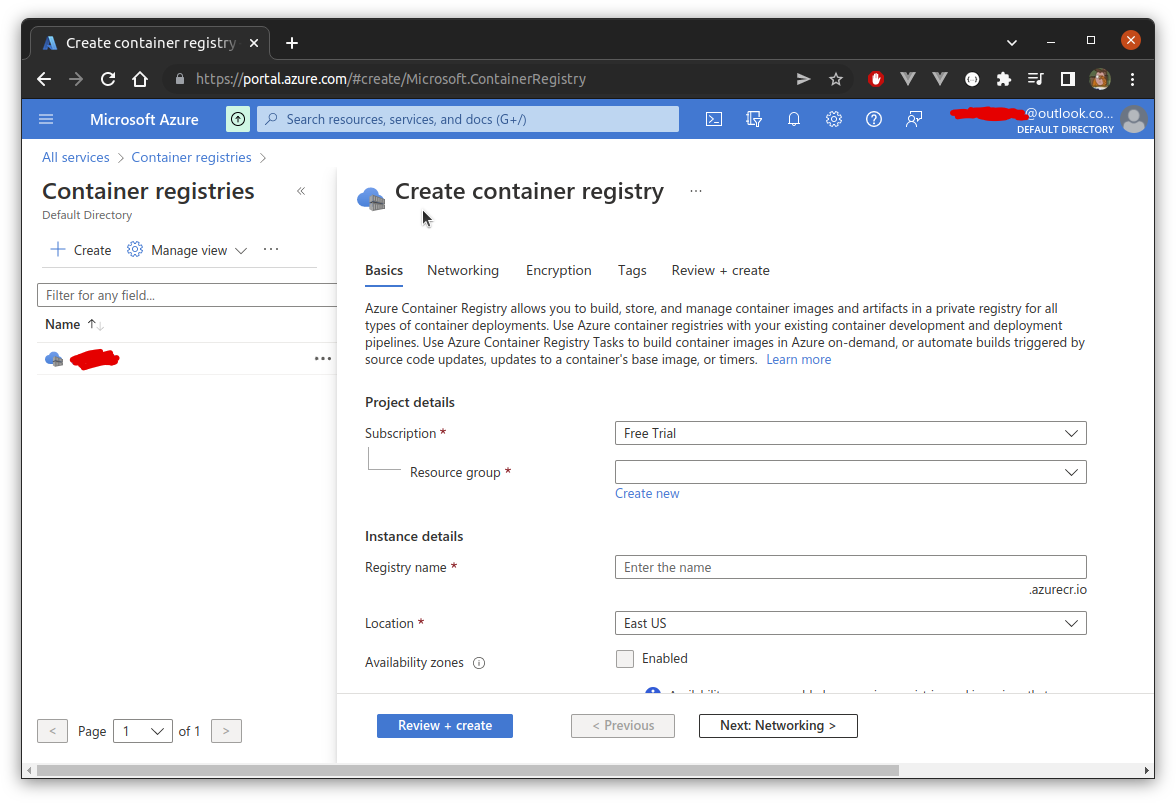 Create container registry
https://portal.azure.com/#create/Microsoft.ContainerRegistry
Microsoft Azure
Search resources, services, and docs (G+/)
@outlook.co...
DEFAULT DIRECTORY
All services > Container registries >
Container registries
Default Directory
Create Manage view ...
Filter for any field...
Name
Page 1 of 1
Create container registry ...
Basics Networking Encryption Tags Review + create
Azure Container Registry allows you to build, store, and manage container images and artifacts in a private registry for all
types of container deployments. Use Azure container registries with your existing container development and deployment
pipelines. Use Azure Container Registry Tasks to build container images in Azure on-demand, or automate builds triggered by
source code updates, updates to a container's base image, or timers. Learn more
Project details
Subscription * Free Trial
Resource group *
Create new
Instance details
Registry name * Enter the name
.azurecr.io
Location * East US
Availability zones Enabled
Review + create < Previous Next: Networking >